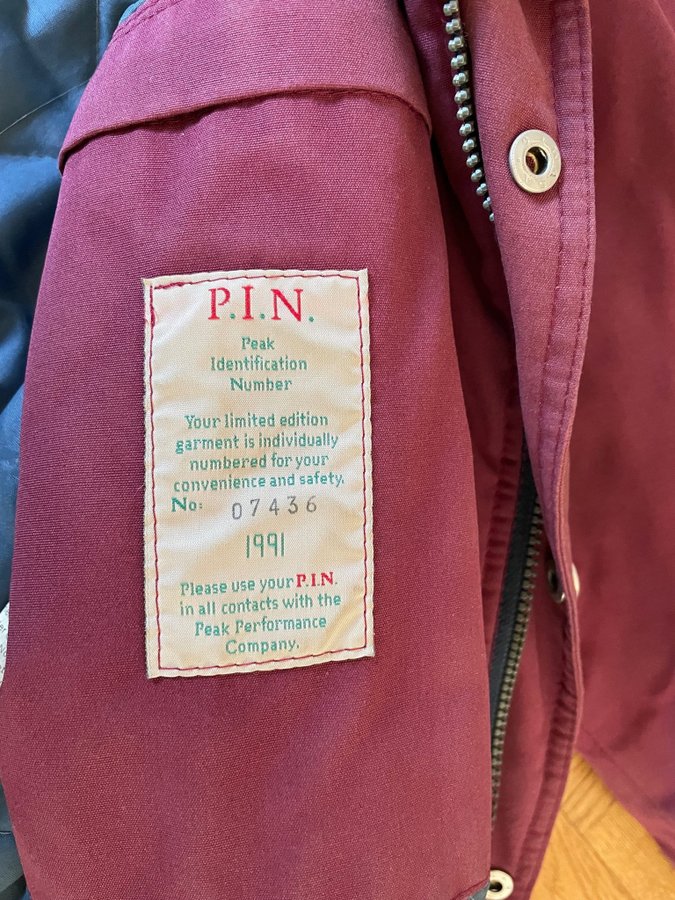 P.I.N.
Peak
Identification
Number
Your limited edition
garment is individually
numbered for your
convenience and safety.
No: 07436
1991
Please use your P.I.N.
in all contacts with the
Peak Performance
Company.